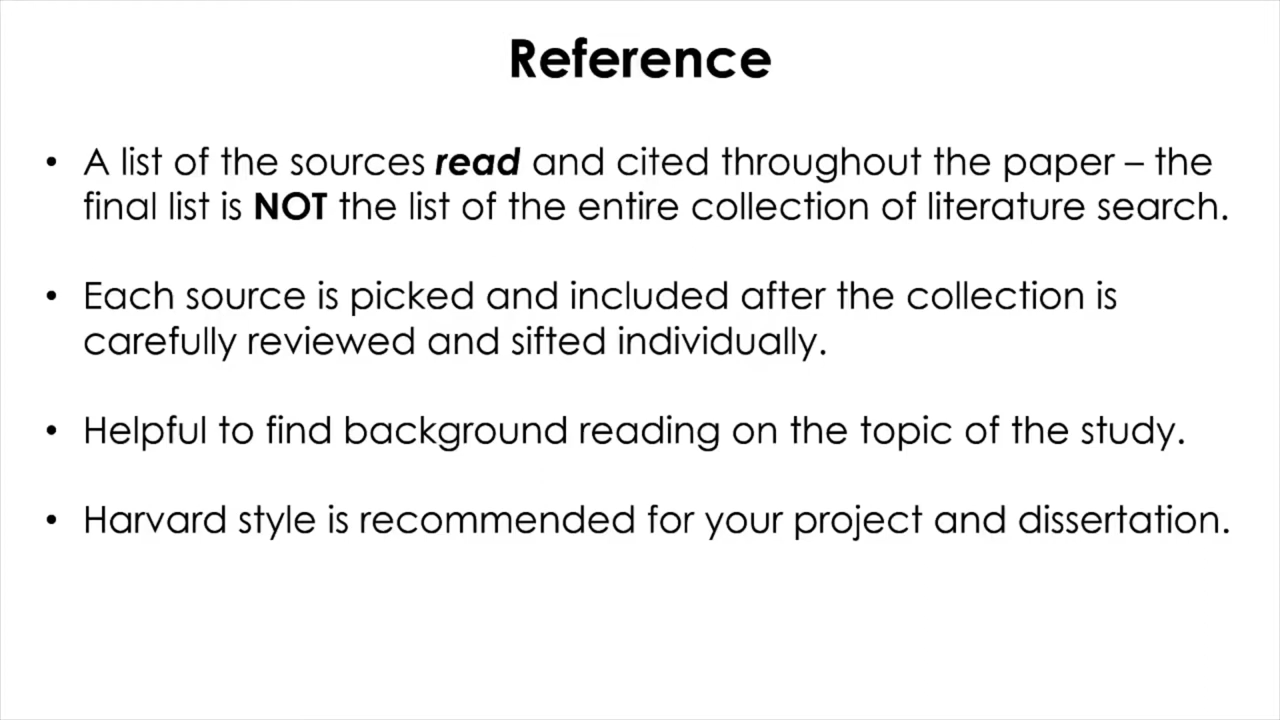 Reference
• A list of the sources read and cited throughout the paper – the
final list is NOT the list of the entire collection of literature search.
• Each source is picked and included after the collection is
carefully reviewed and sifted individually.
• Helpful to find background reading on the topic of the study.
• Harvard style is recommended for your project and dissertation.